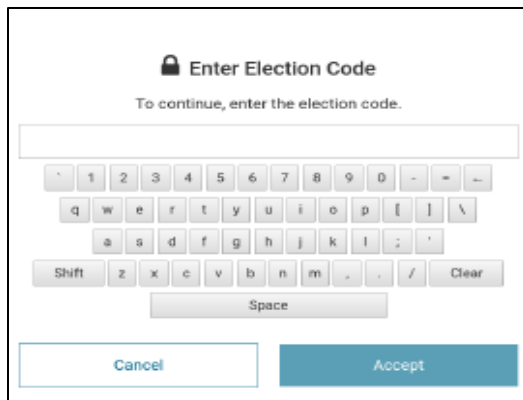 Enter Election Code
To continue, enter the election code.
` 1 2 3 4 5 6 7 8 9 0 - = ←
q w e r t y u i o p [ ] \
a s d f g h j k l ; '
Shift z x c v b n m , . / Clear
Space
Cancel Accept